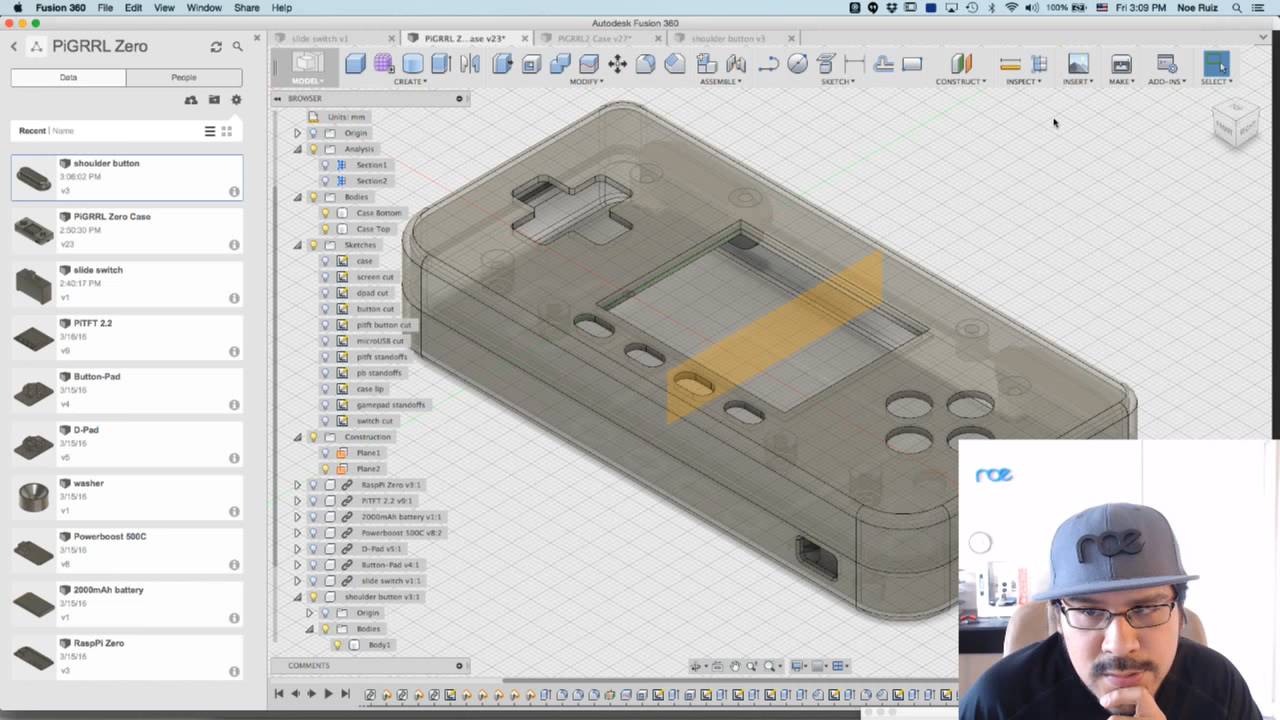 Fusion 360 File Edit View Window Share Help
100% Fri 3:09 PM Noe Ruiz
Autodesk Fusion 360
PiGRRL Zero
slide switch v1
PiGRRL Z...ase v23*
PiGRRL2 Case v27*
shoulder button v3
Data
People
MODEL
CREATE
MODIFY
ASSEMBLE
SKETCH
CONSTRUCT
INSPECT
INSERT
MAKE
ADD-INS
SELECT
Recent | Name
shoulder button
3:08:02 PM
v3
PiGRRL Zero Case
2:50:30 PM
v23
slide switch
2:40:17 PM
v1
PiTFT 2.2
3/16/16
v9
Button-Pad
3/15/16
v4
D-Pad
3/15/16
v5
washer
3/15/16
v1
Powerboost 500C
3/15/16
v8
2000mAh battery
3/15/16
v1
RaspPi Zero
3/15/16
v3
BROWSER
Units: mm
Origin
Analysis
Section1
Section2
Bodies
Case Bottom
Case Top
Sketches
case
screen cut
dpad cut
button cut
pitft button cut
microUSB cut
pitft standoffs
pb standoffs
case lip
gamepad standoffs
switch cut
Construction
Plane1
Plane2
RaspPi Zero v3:1
PiTFT 2.2 v9:1
2000mAh battery v1:1
Powerboost 500C v8:2
D-Pad v5:1
Button-Pad v4:1
slide switch v1:1
shoulder button v3:1
Origin
Bodies
Body1
COMMENTS
noe
noe